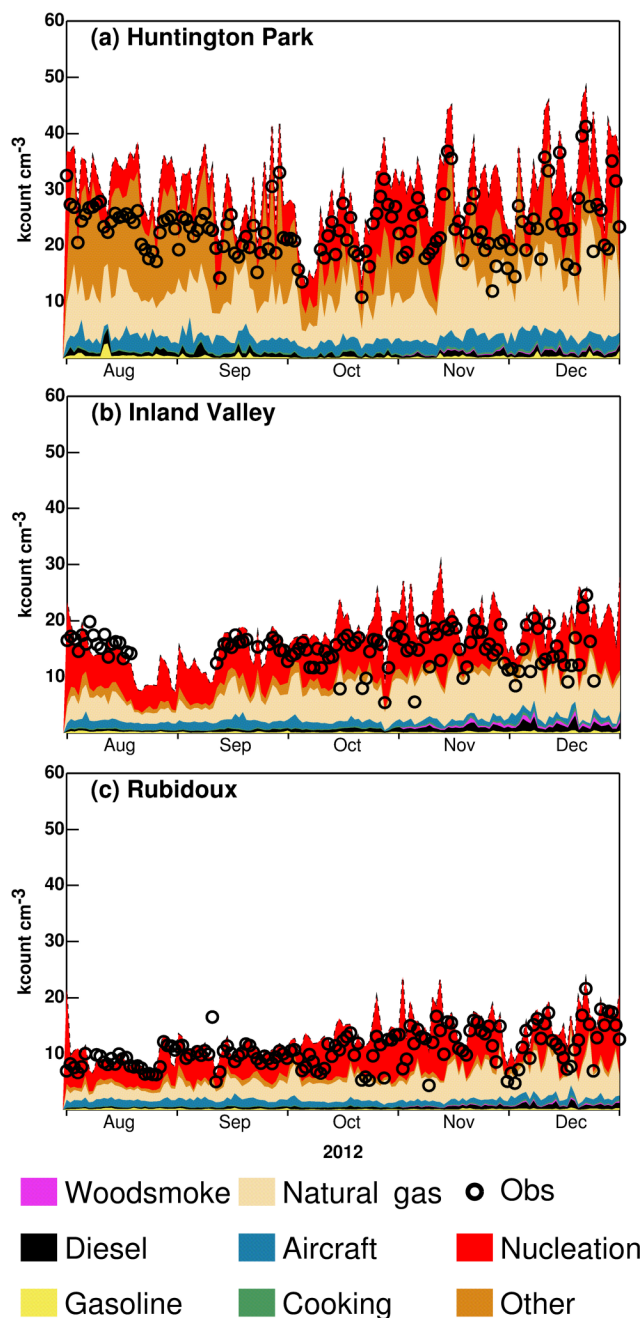 60
(a) Huntington Park
50
40
kcount cm-3
30
20
10
Aug Sep Oct Nov Dec
60
(b) Inland Valley
50
40
kcount cm-3
30
20
10
Aug Sep Oct Nov Dec
60
(c) Rubidoux
50
40
kcount cm-3
30
20
10
Aug Sep Oct Nov Dec
2012
Woodsmoke Natural gas Obs
Diesel Aircraft Nucleation
Gasoline Cooking Other